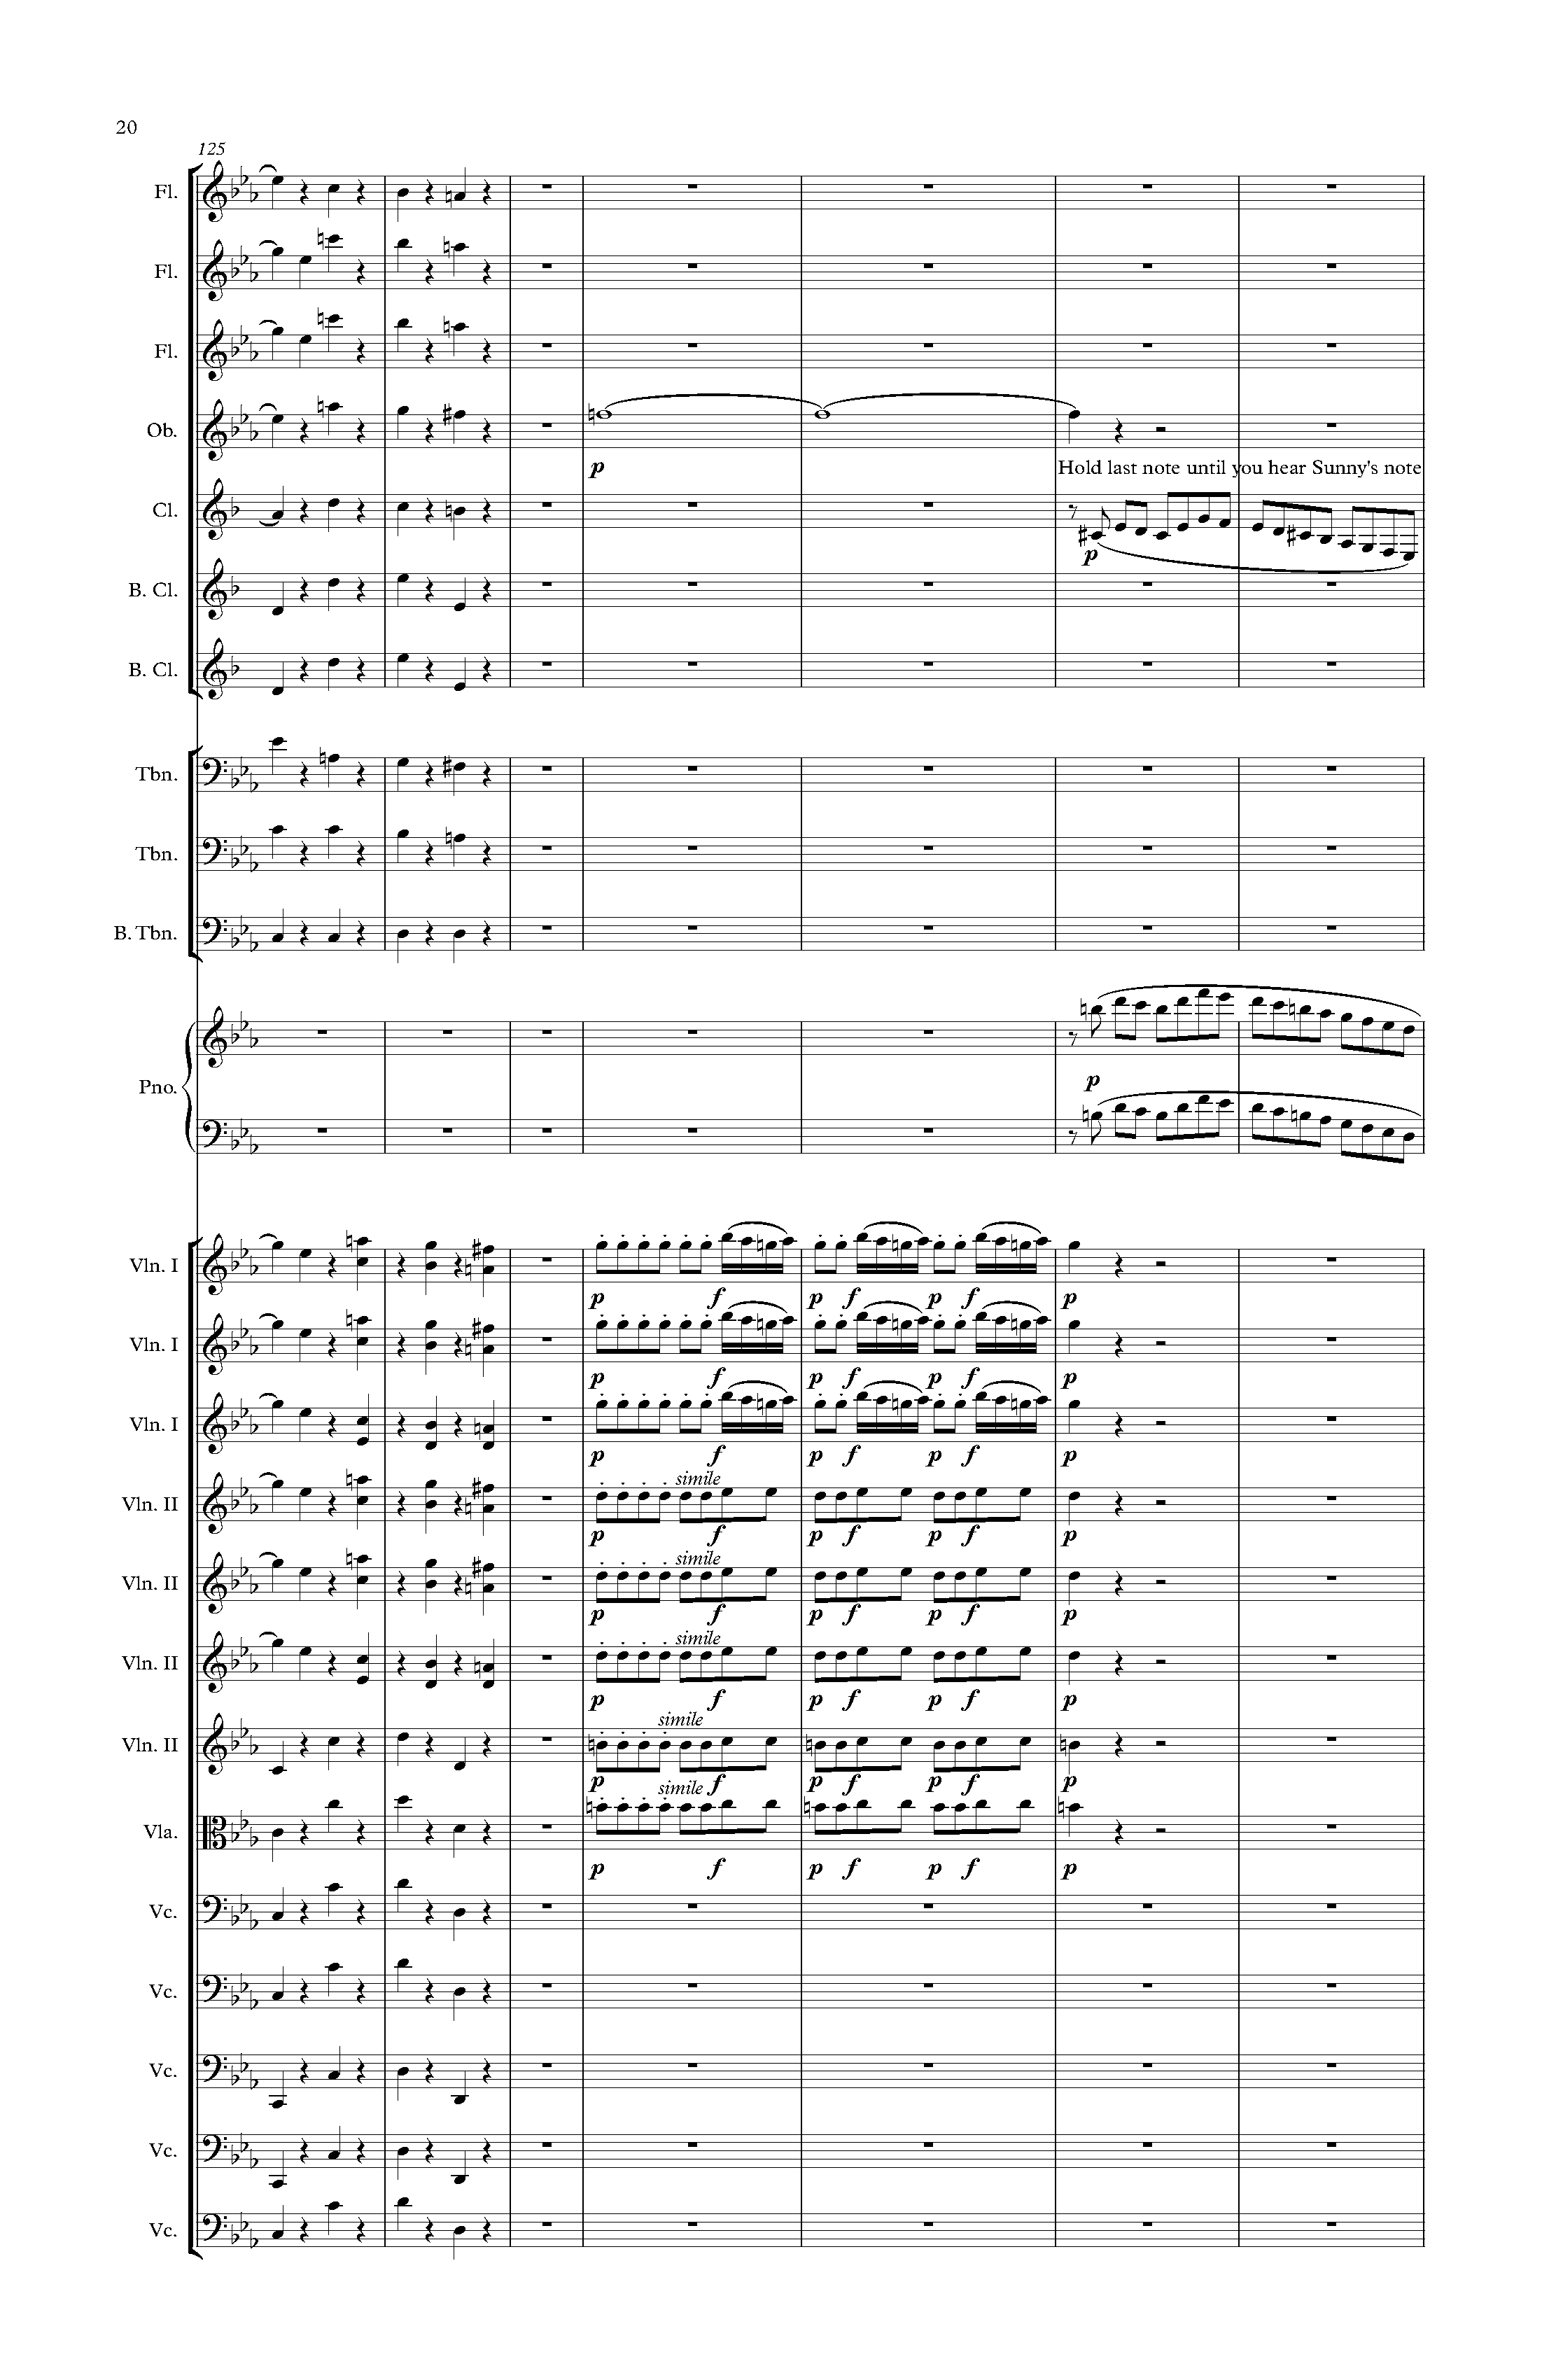 20
125
Fl.
Fl.
Fl.
Ob.
p
Hold last note until you hear Sunny's note
Cl.
p
B. Cl.
B. Cl.
Tbn.
Tbn.
B. Tbn.
Pno.
p
Vln. I
p f p f p f p
Vln. I
p f p f p f p
Vln. I
p f p f p f p
simile
Vln. II
p f p f p f p
simile
Vln. II
p f p f p f p
simile
Vln. II
p f p f p f p
simile
Vln. II
p f p f p f p
simile
Vla.
p f p f p f p
Vc.
Vc.
Vc.
Vc.
Vc.